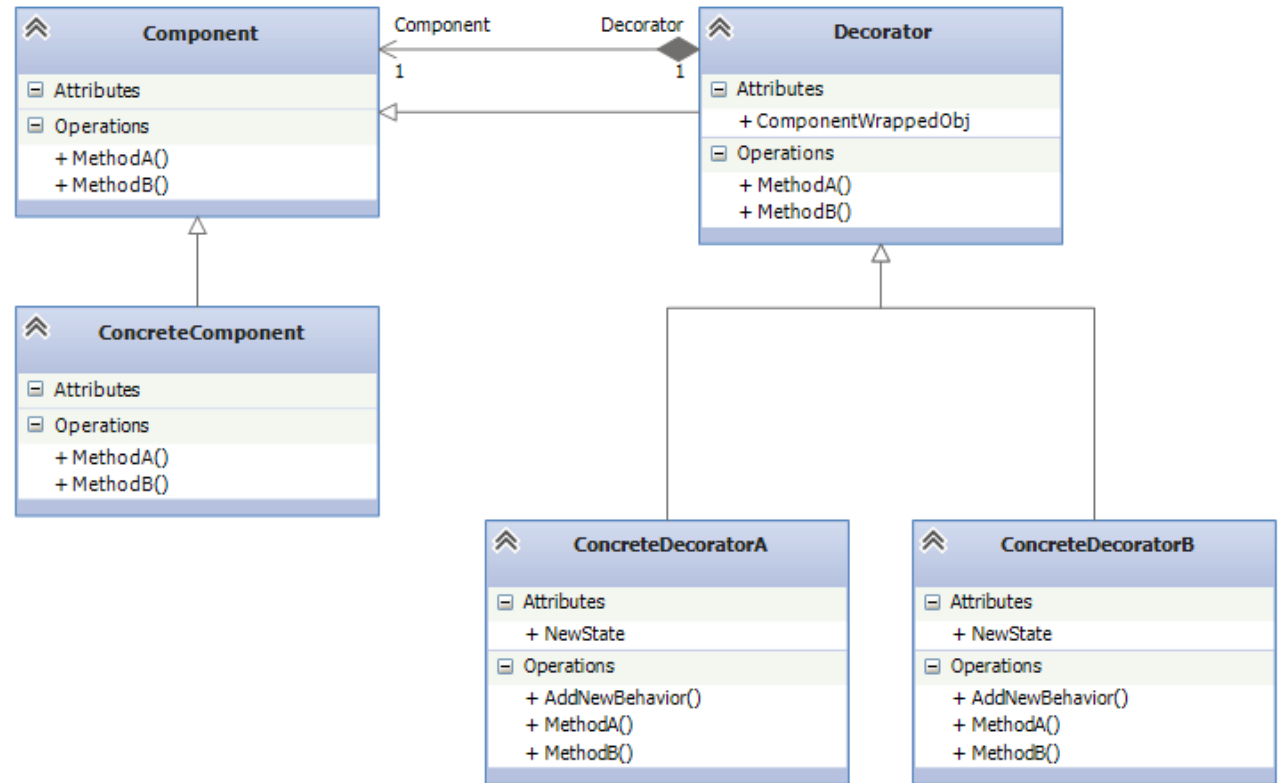 Component
Attributes
Operations
+ MethodA()
+ MethodB()
Component
Decorator
1
1
Decorator
Attributes
+ ComponentWrappedObj
Operations
+ MethodA()
+ MethodB()
ConcreteComponent
Attributes
Operations
+ MethodA()
+ MethodB()
ConcreteDecoratorA
Attributes
+ NewState
Operations
+ AddNewBehavior()
+ MethodA()
+ MethodB()
ConcreteDecoratorB
Attributes
+ NewState
Operations
+ AddNewBehavior()
+ MethodA()
+ MethodB()